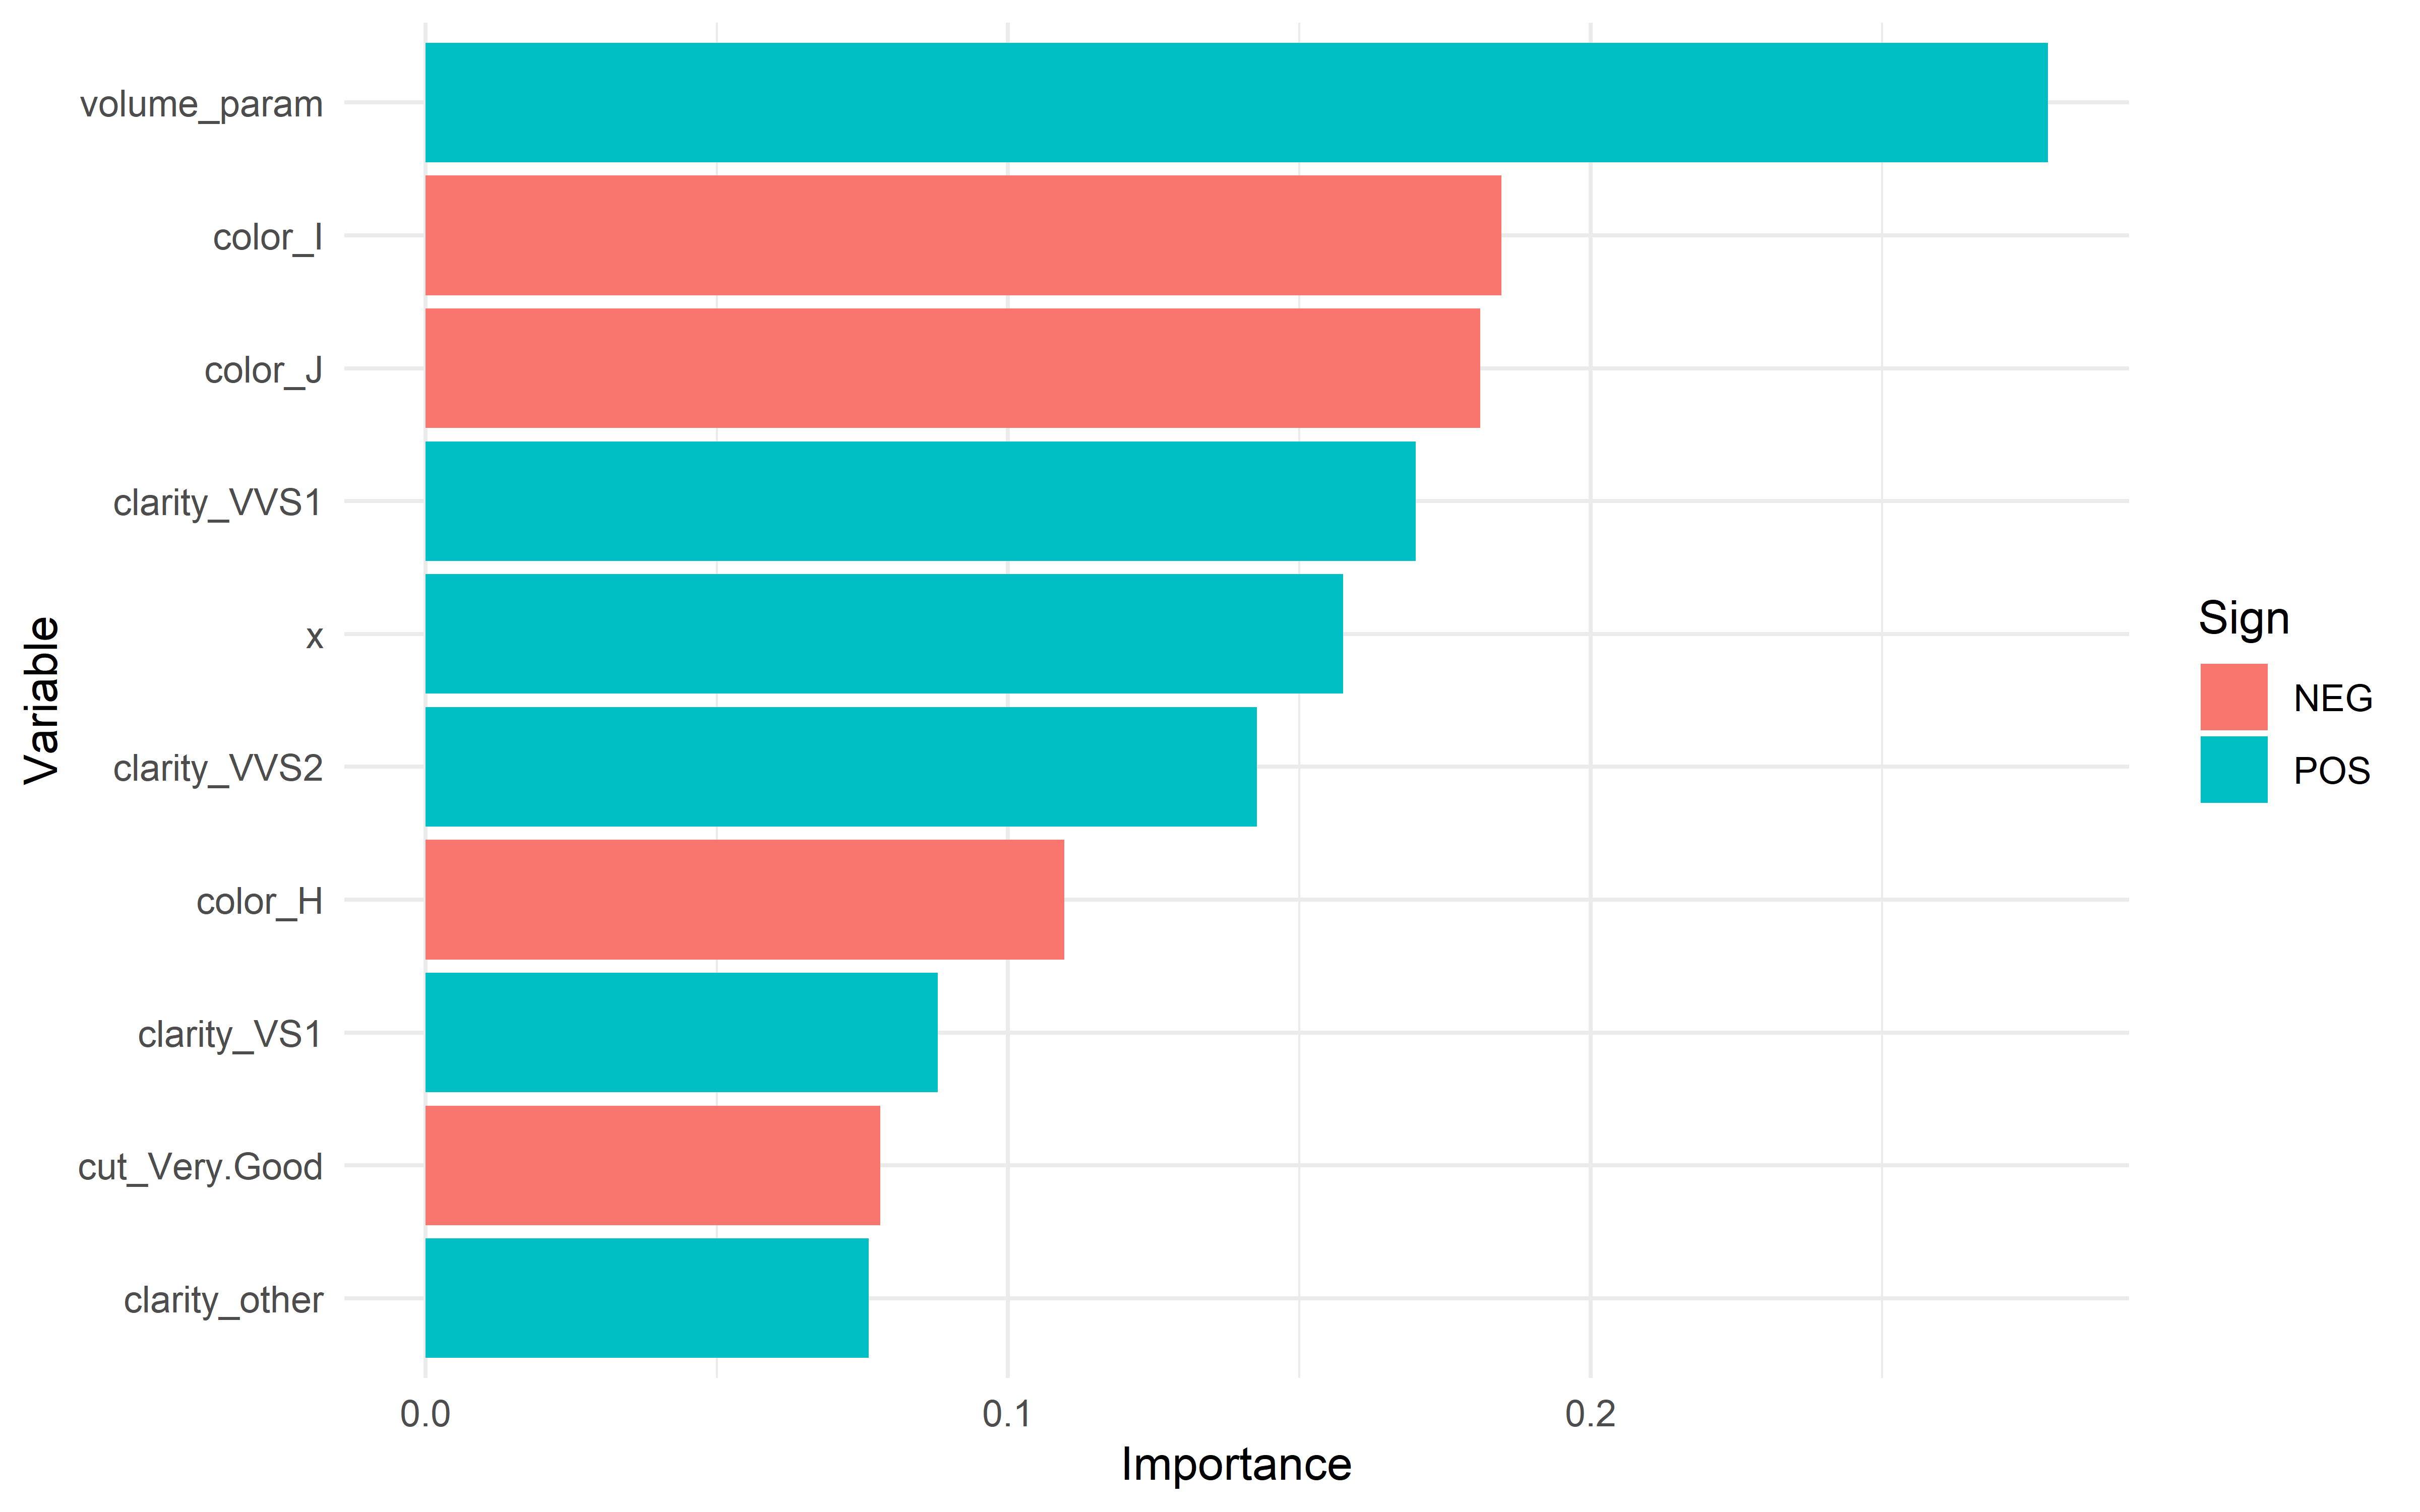 volume_param
color_I
color_J
clarity_VVS1
x
clarity_VVS2
color_H
clarity_VS1
cut_Very.Good
clarity_other
Variable
0.0
0.1
0.2
Importance
Sign
NEG
POS